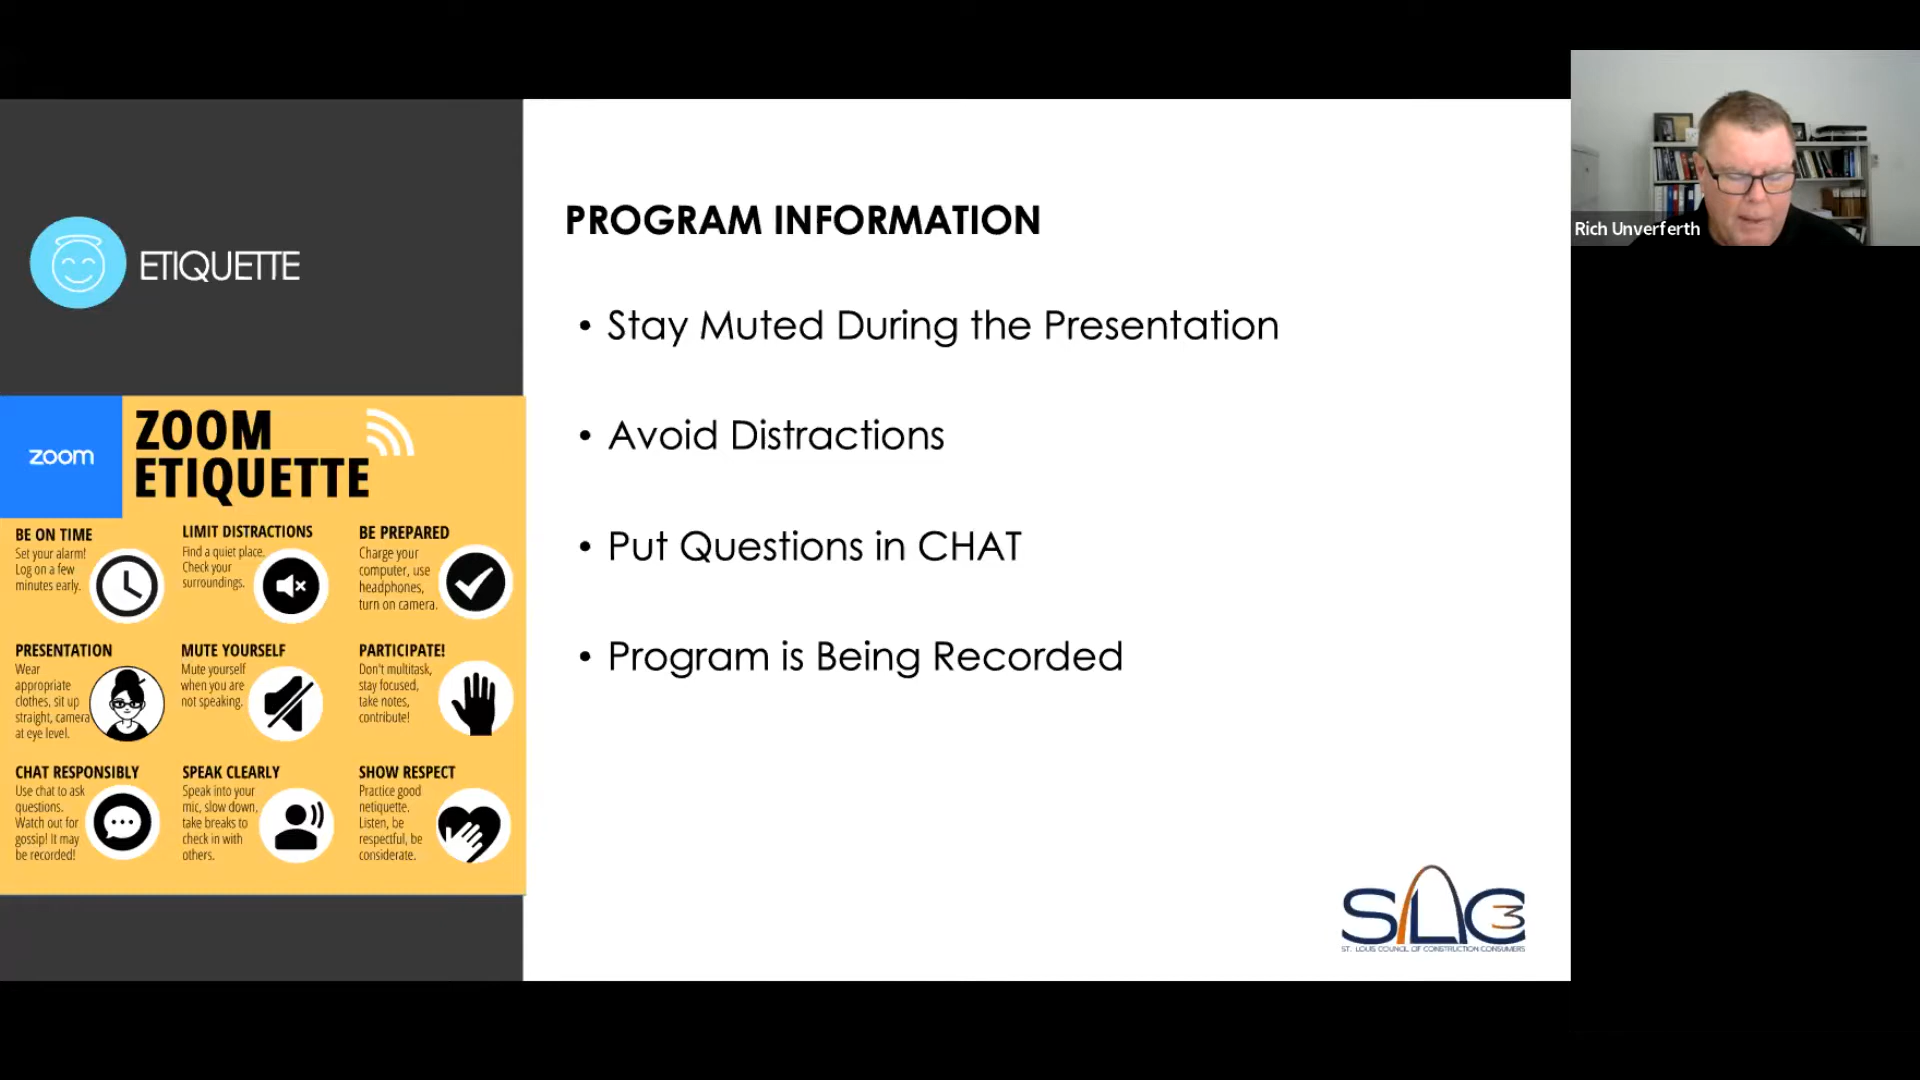 ETIQUETTE
zoom
ZOOM
ETIQUETTE
BE ON TIME
Set your alarm!
Log on a few
minutes early.
LIMIT DISTRACTIONS
Find a quiet place.
Check your
surroundings.
BE PREPARED
Charge your
computer, use
headphones,
turn on camera.
PRESENTATION
Wear
appropriate
clothes, sit up
straight, camera
at eye level.
MUTE YOURSELF
Mute yourself
when you are
not speaking.
PARTICIPATE!
Don't multitask,
stay focused,
take notes,
contribute!
CHAT RESPONSIBLY
Use chat to ask
questions.
Watch out for
gossip! It may
be recorded!
SPEAK CLEARLY
Speak into your
mic, slow down,
take breaks to
check in with
others.
SHOW RESPECT
Practice good
netiquette.
Listen, be
respectful, be
considerate.
PROGRAM INFORMATION
• Stay Muted During the Presentation
• Avoid Distractions
• Put Questions in CHAT
• Program is Being Recorded
SLC3
ST. LOUIS COUNCIL OF CONSTRUCTION CONSUMERS
Rich Unverferth